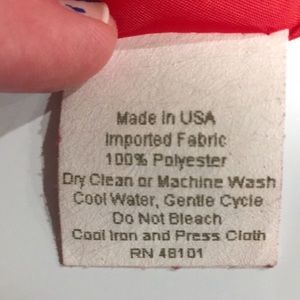 Made in USA
Imported Fabric
100% Polyester
Dry Clean or Machine Wash
Cool Water, Gentle Cycle
Do Not Bleach
Cool Iron and Press Cloth
RN 48101